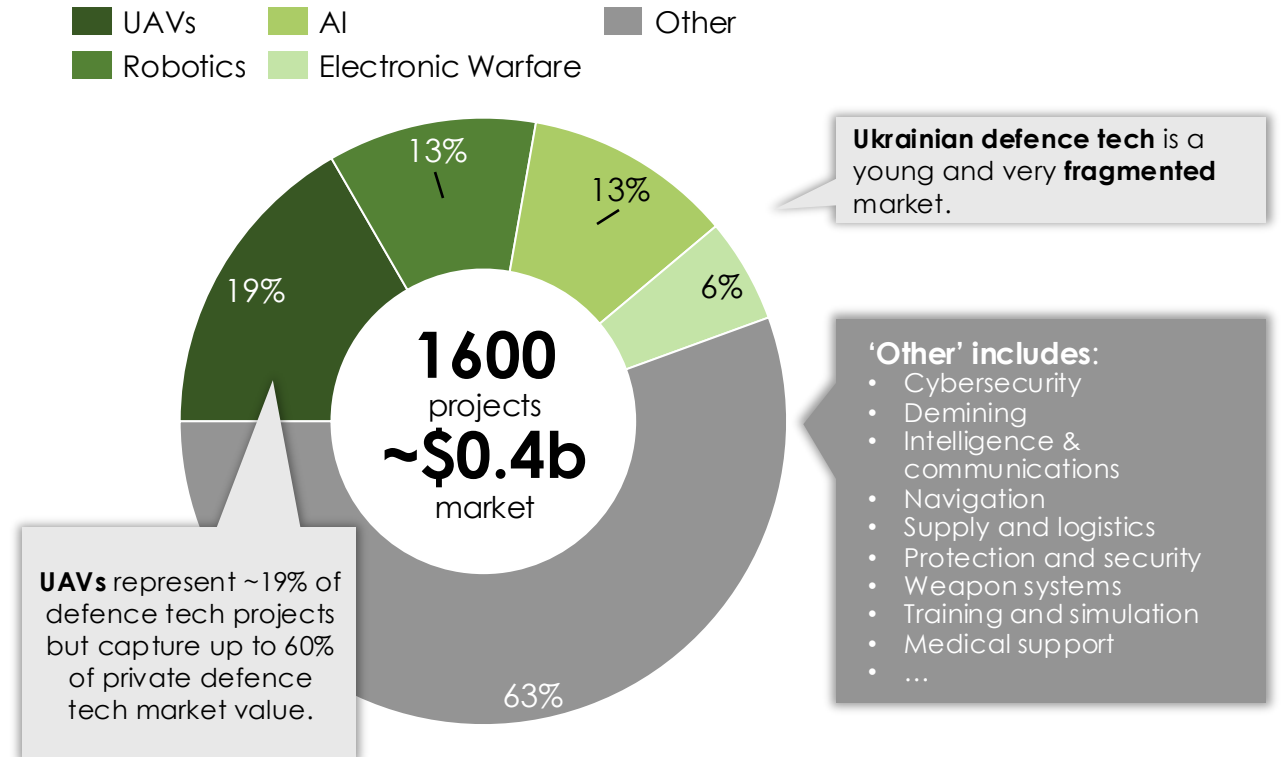 UAVs
AI
Other
Robotics
Electronic Warfare
13%
13%
19%
6%
63%
1600
projects
~$0.4b
market
Ukrainian defence tech is a
young and very fragmented
market.
‘Other’ includes:
• Cybersecurity
• Demining
• Intelligence &
communications
• Navigation
• Supply and logistics
• Protection and security
• Weapon systems
• Training and simulation
• Medical support
• …
UAVs represent ~19% of
defence tech projects
but capture up to 60%
of private defence
tech market value.